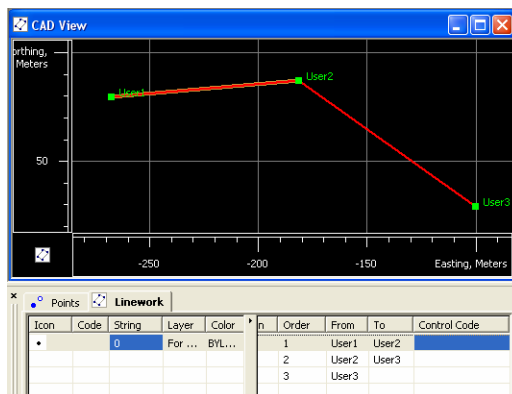 CAD View
orthing,
Meters
User1
User2
50
User3
-250
-200
-150
Easting, Meters
Points
Linework
Icon Code String Layer Color n Order From To Control Code
0 For ... BYL... 1 User1 User2
2 User2 User3
3 User3